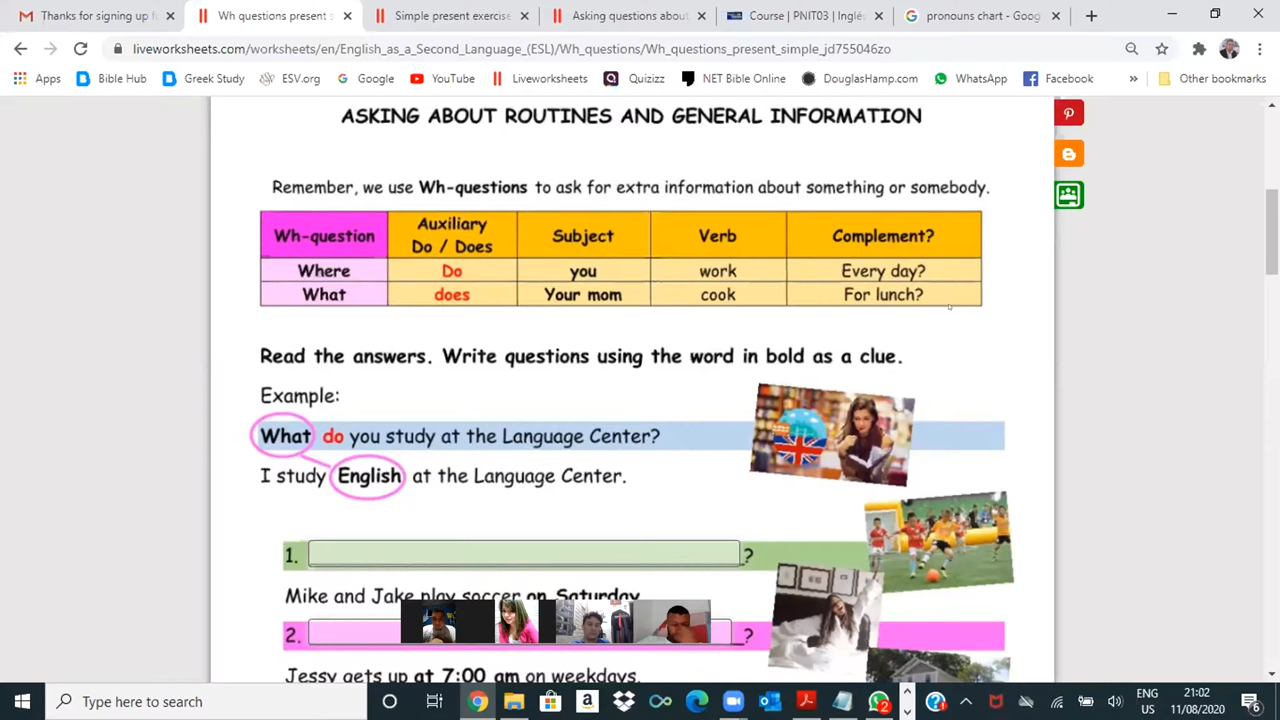 Thanks for signing up f
Wh questions present s
Simple present exercise
Asking questions about
Course | PNIT03 | Inglés
pronouns chart - Goog
liveworksheets.com/worksheets/en/English_as_a_Second_Language_(ESL)/Wh_questions/Wh_questions_present_simple_jd755046zo
Apps Bible Hub Greek Study ESV.org Google YouTube Liveworksheets Quizizz NET Bible Online DouglasHamp.com WhatsApp Facebook » Other bookmarks
ASKING ABOUT ROUTINES AND GENERAL INFORMATION
Remember, we use Wh-questions to ask for extra information about something or somebody.
Wh-question Auxiliary Do / Does Subject Verb Complement?
Where Do you work Every day?
What does Your mom cook For lunch?
Read the answers. Write questions using the word in bold as a clue.
Example:
What do you study at the Language Center?
I study English at the Language Center.
1. ?
Mike and Jake play soccer on Saturday
2. ?
Jessy gets up at 7:00 am on weekdays.
Type here to search
2
ENG
US
21:02
11/08/2020
6